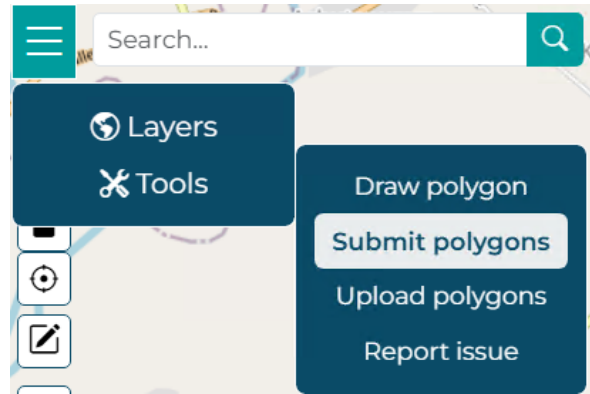 Search...
Layers
Tools
Draw polygon
Submit polygons
Upload polygons
Report issue